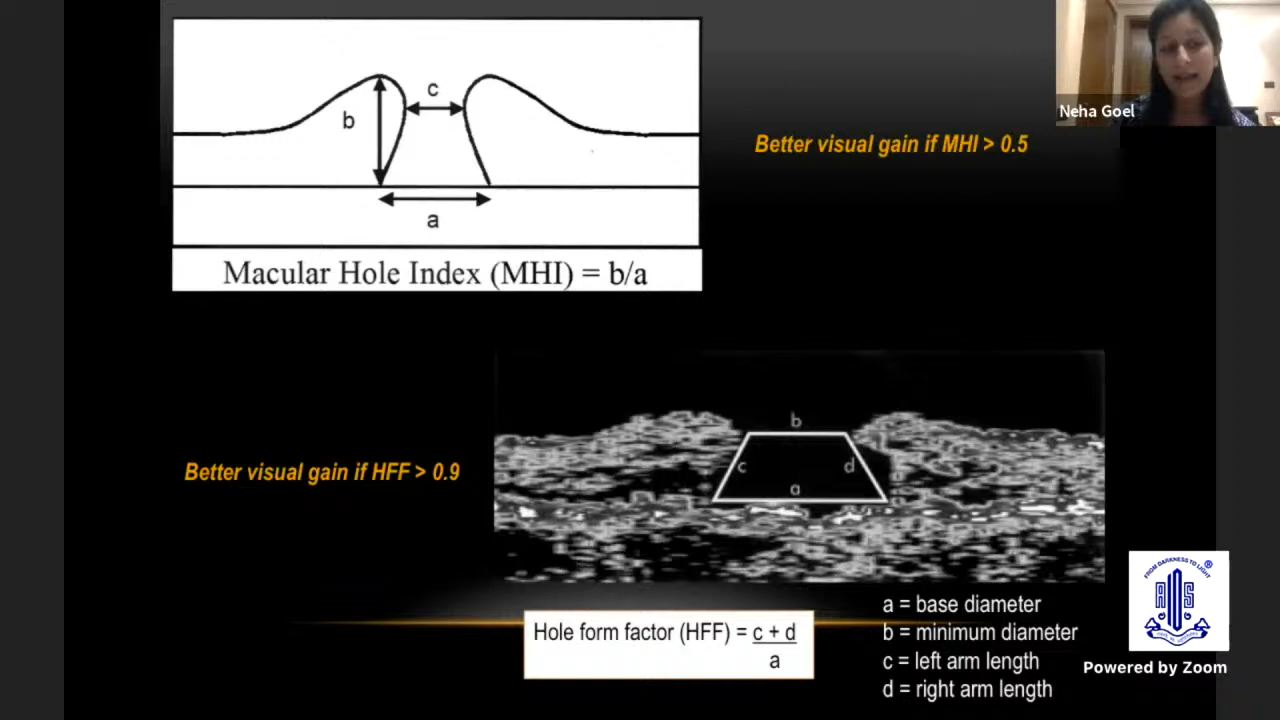 c
b
a
Macular Hole Index (MHI) = b/a
Better visual gain if MHI > 0.5
Neha Goel
Better visual gain if HFF > 0.9
b
c
d
a
Hole form factor (HFF) = c + d
a
a = base diameter
b = minimum diameter
c = left arm length
d = right arm length
FROM DARKNESS TO LIGHT
®
Powered by Zoom